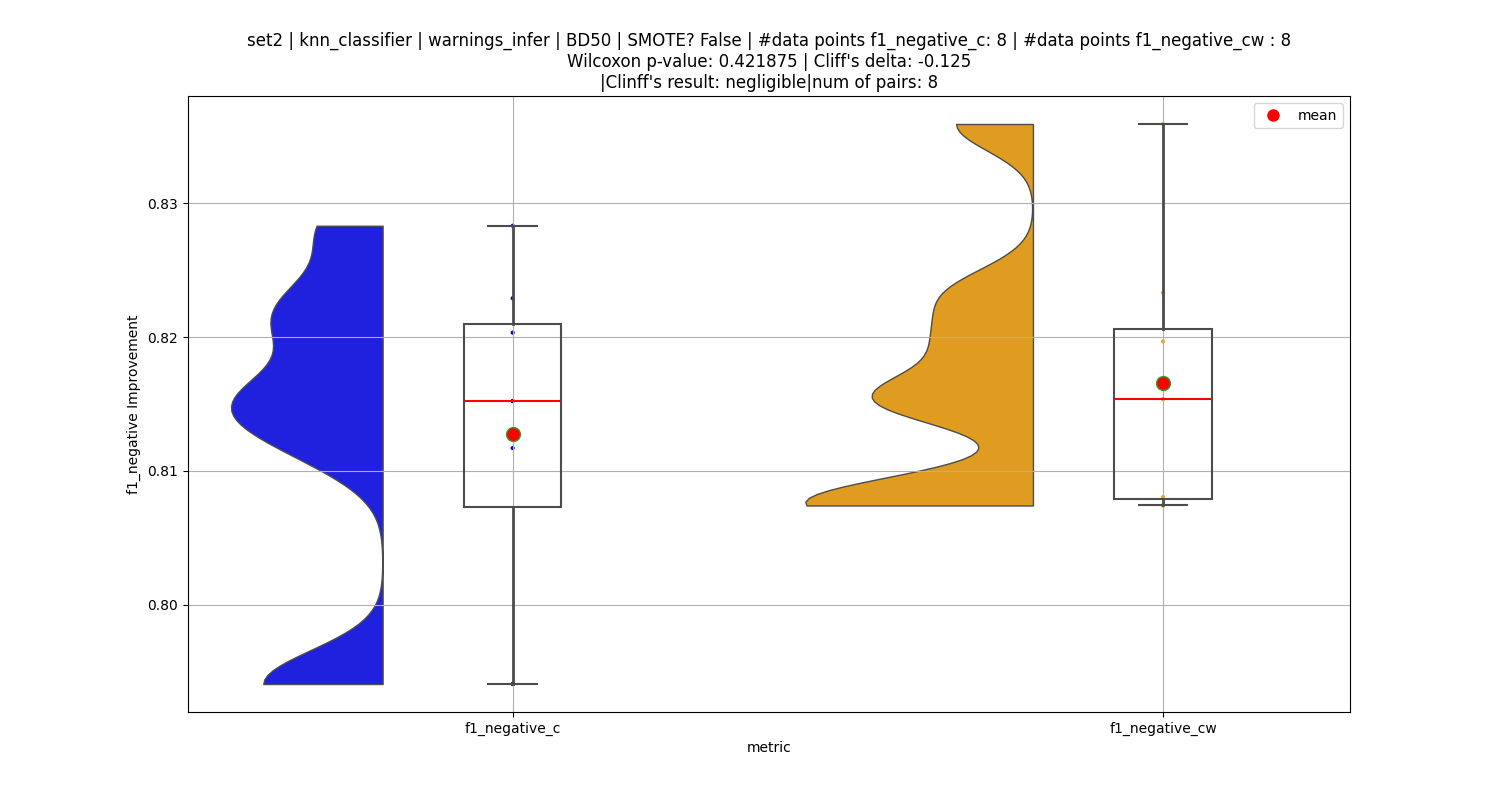 set2 | knn_classifier | warnings_infer | BD50 | SMOTE? False | #data points f1_negative_c: 8 | #data points f1_negative_cw : 8
Wilcoxon p-value: 0.421875 | Cliff's delta: -0.125
|Clinff's result: negligible|num of pairs: 8
mean
0.83
0.82
0.81
0.80
f1_negative Improvement
f1_negative_c
f1_negative_cw
metric